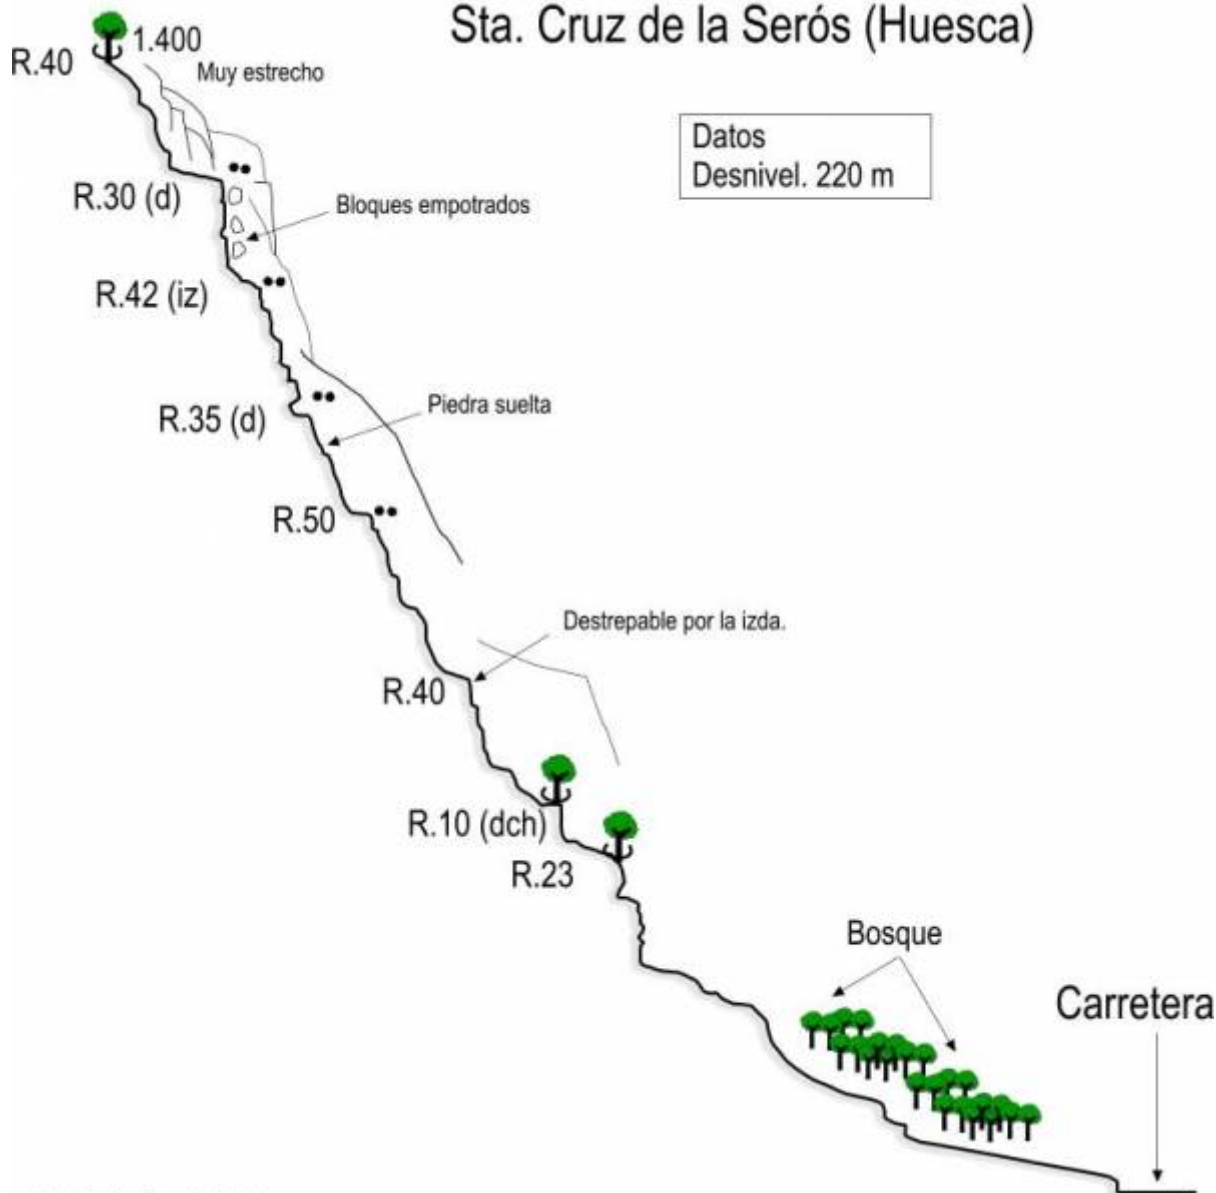 Sta. Cruz de la Serós (Huesca)
1.400
R.40
Muy estrecho
Datos
Desnivel. 220 m
R.30 (d)
Bloques empotrados
R.42 (iz)
R.35 (d)
Piedra suelta
R.50
Destrepable por la izda.
R.40
R.10 (dch)
R.23
Bosque
Carretera